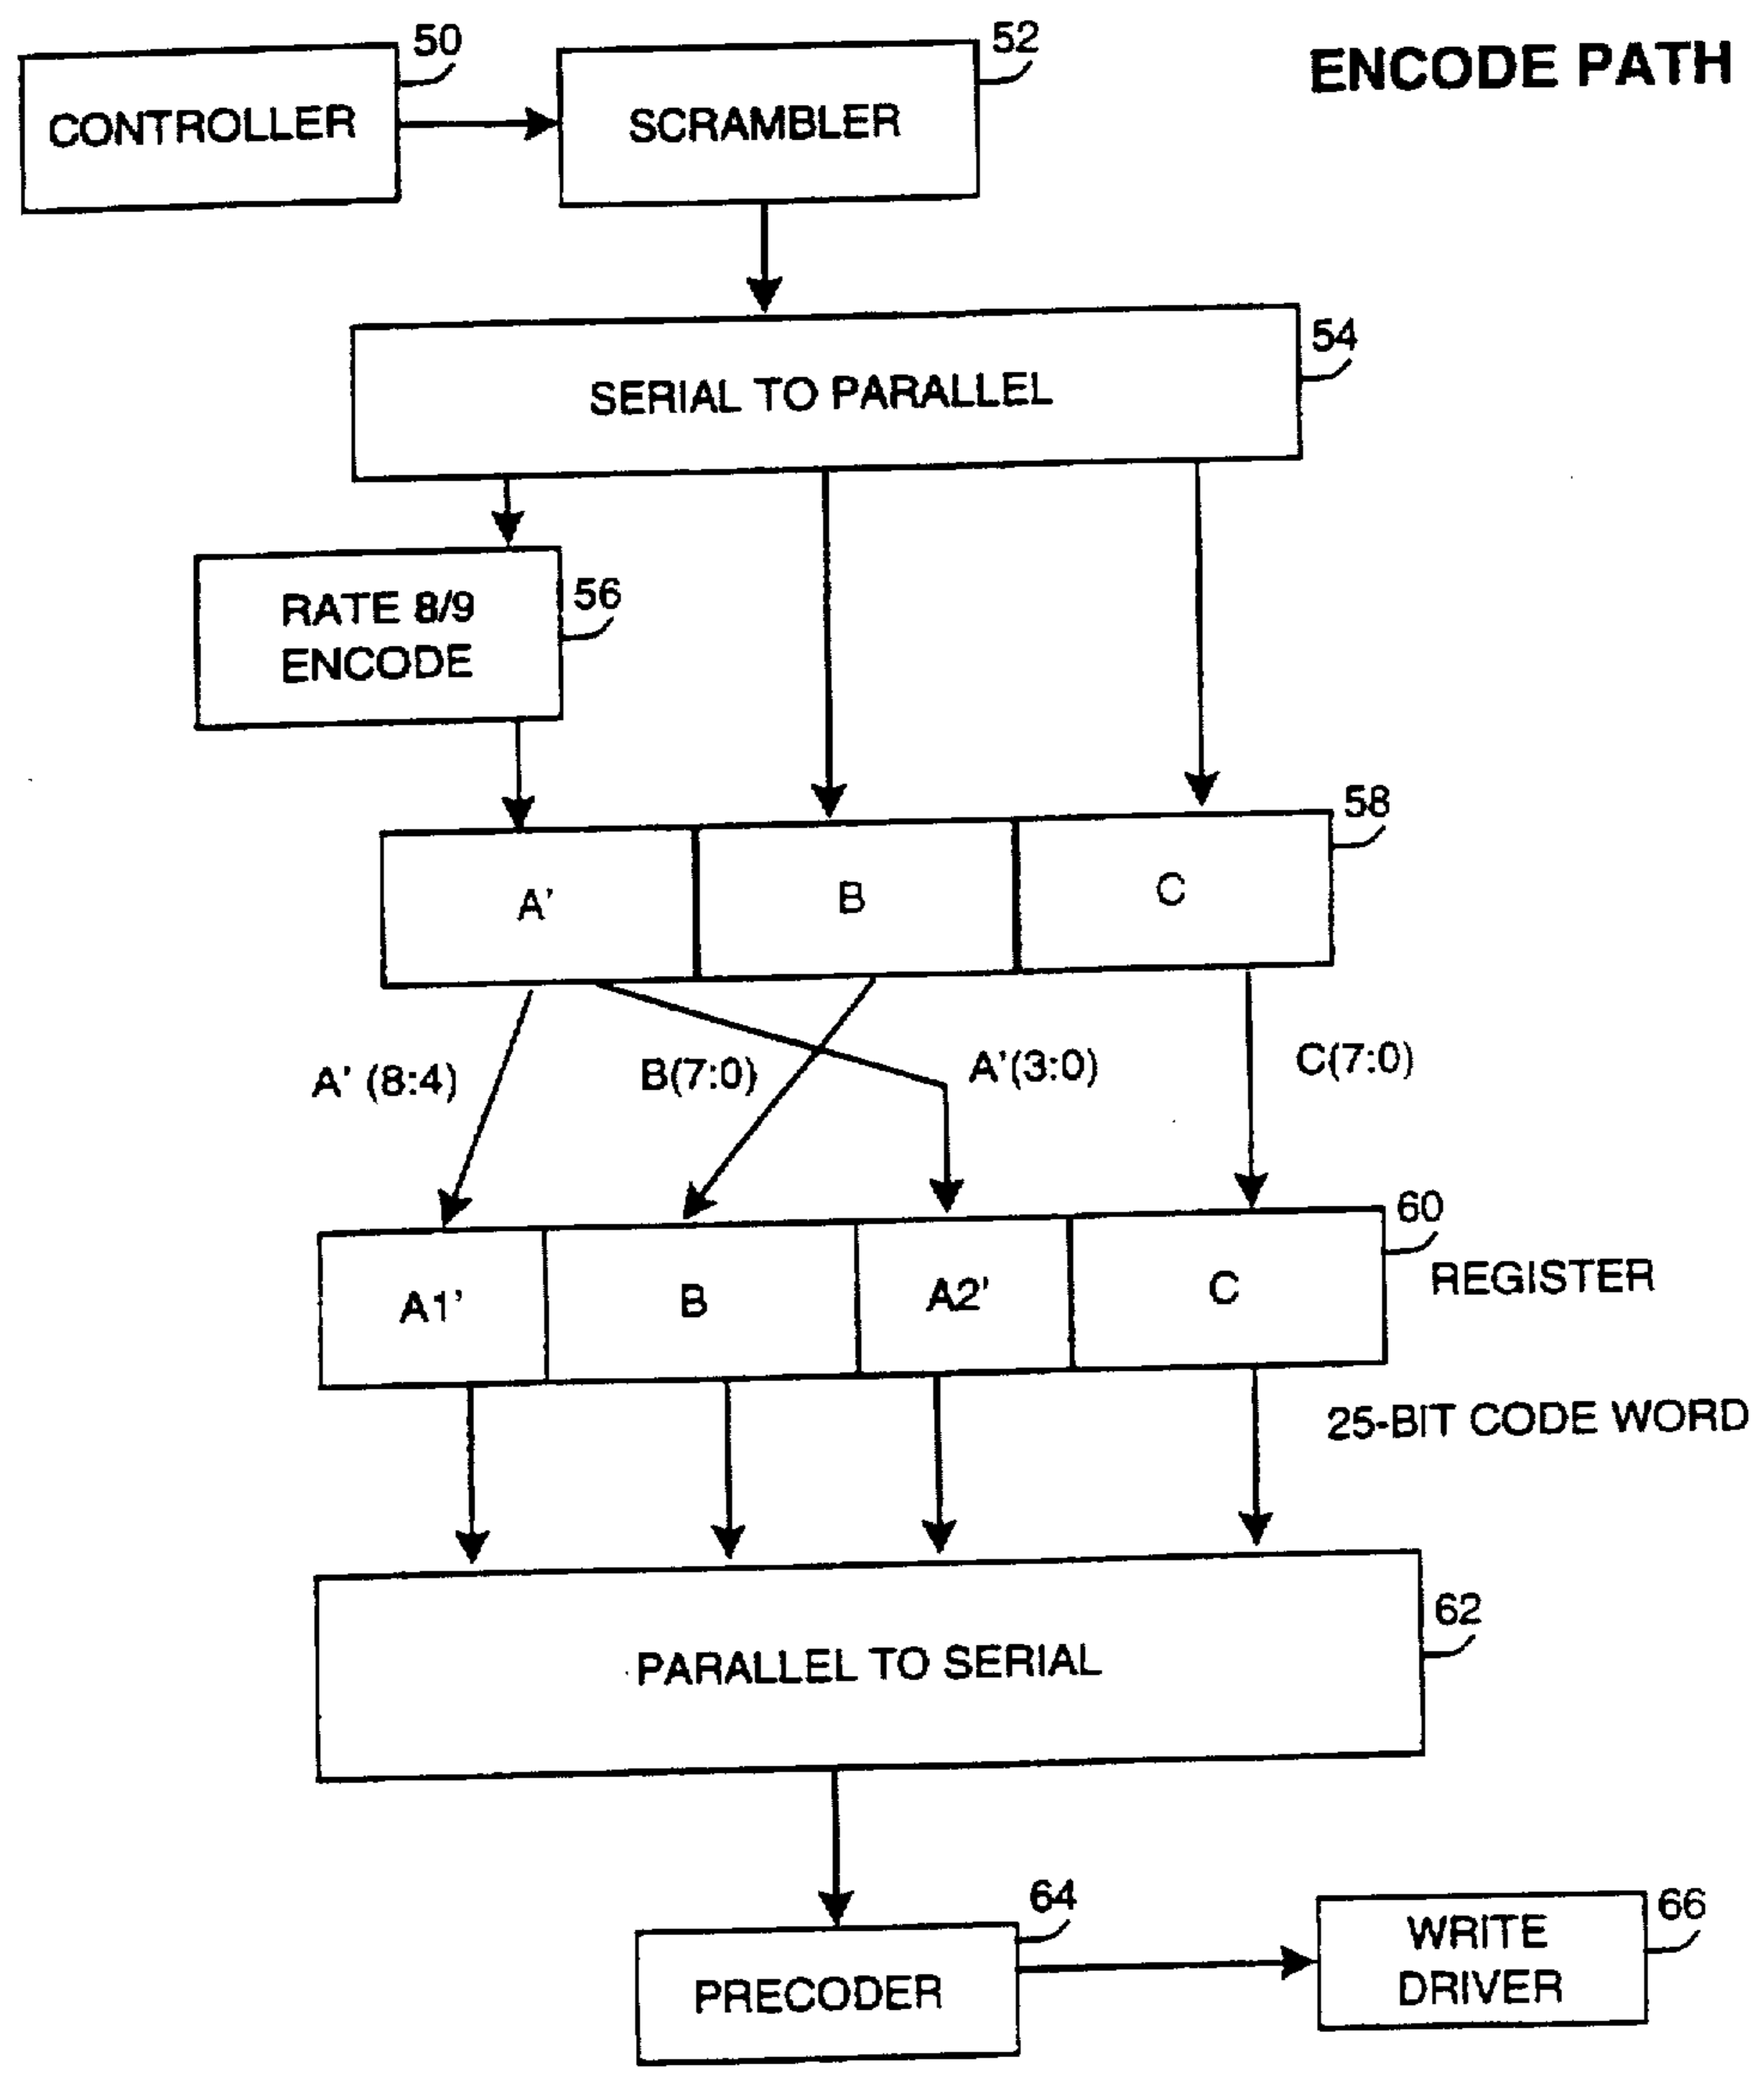 50
52
ENCODE PATH
CONTROLLER
SCRAMBLER
54
SERIAL TO PARALLEL
RATE 8/9
ENCODE
56
58
A'
B
C
A' (8:4)
B(7:0)
A'(3:0)
C(7:0)
60
REGISTER
A1'
B
A2'
C
25-BIT CODE WORD
62
PARALLEL TO SERIAL
64
66
PRECODER
WRITE
DRIVER